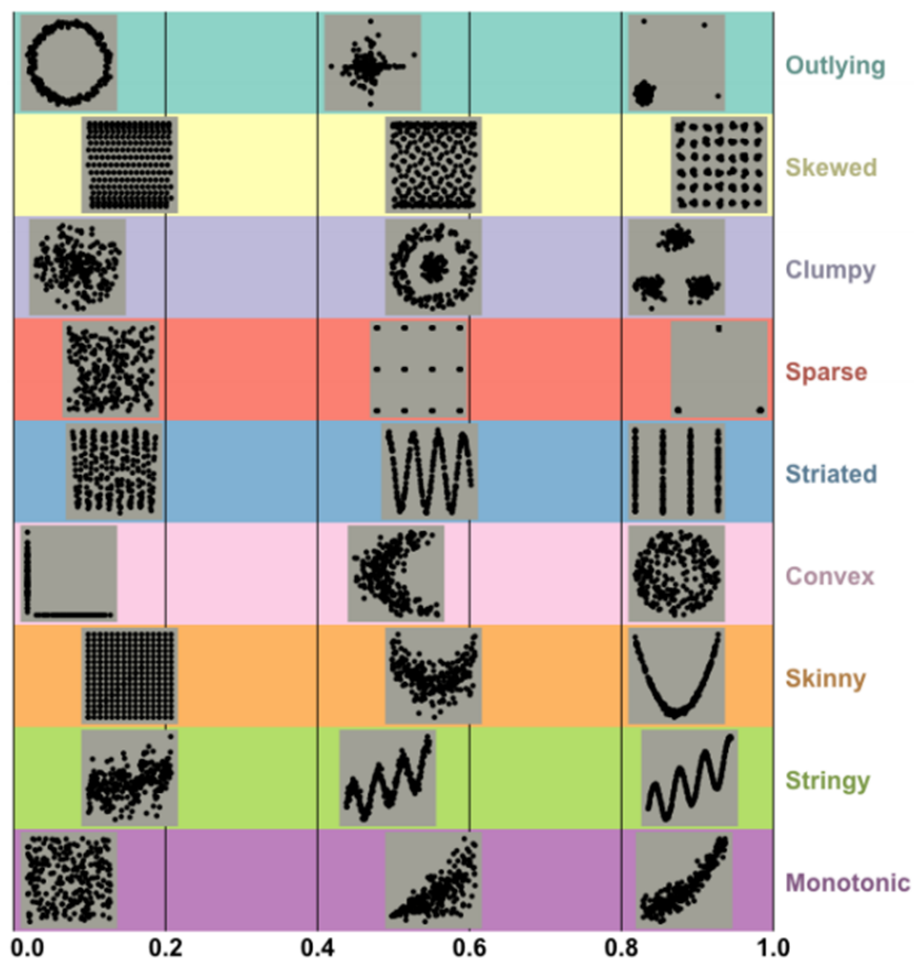 Outlying
Skewed
Clumpy
Sparse
Striated
Convex
Skinny
Stringy
Monotonic
0.0 0.2 0.4 0.6 0.8 1.0